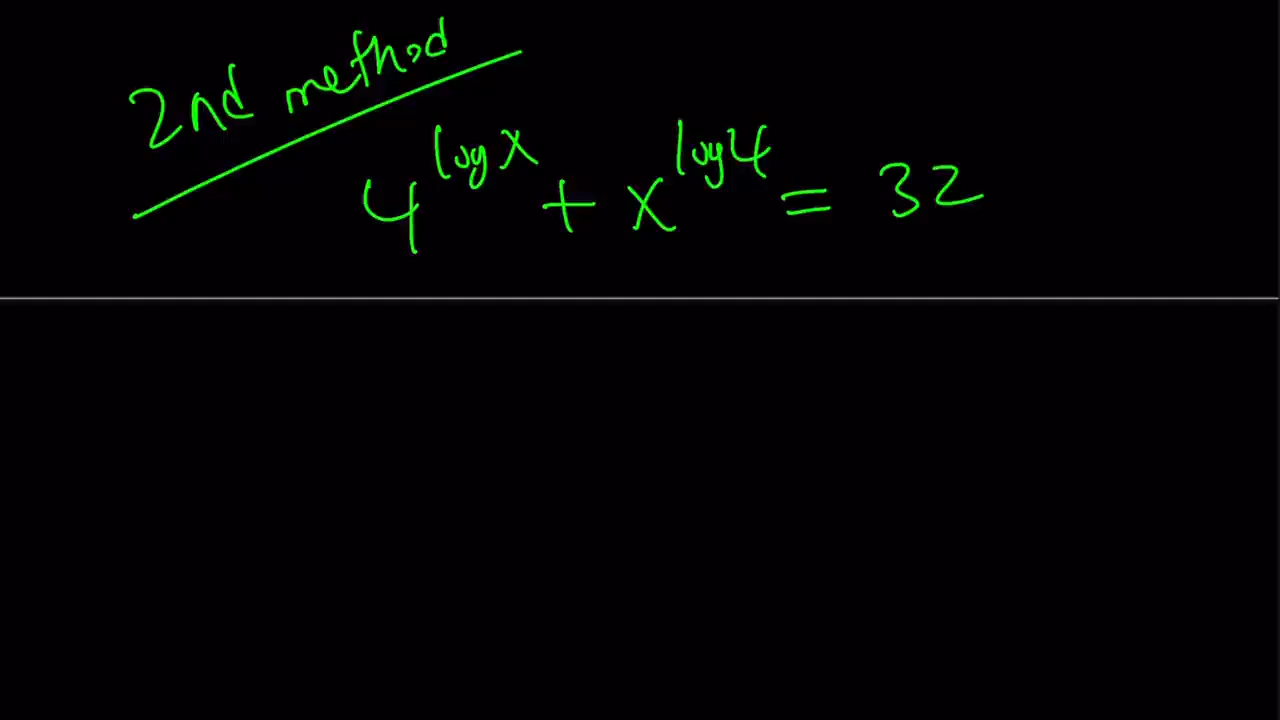 2nd method
4^{log x} + x^{log 4} = 32